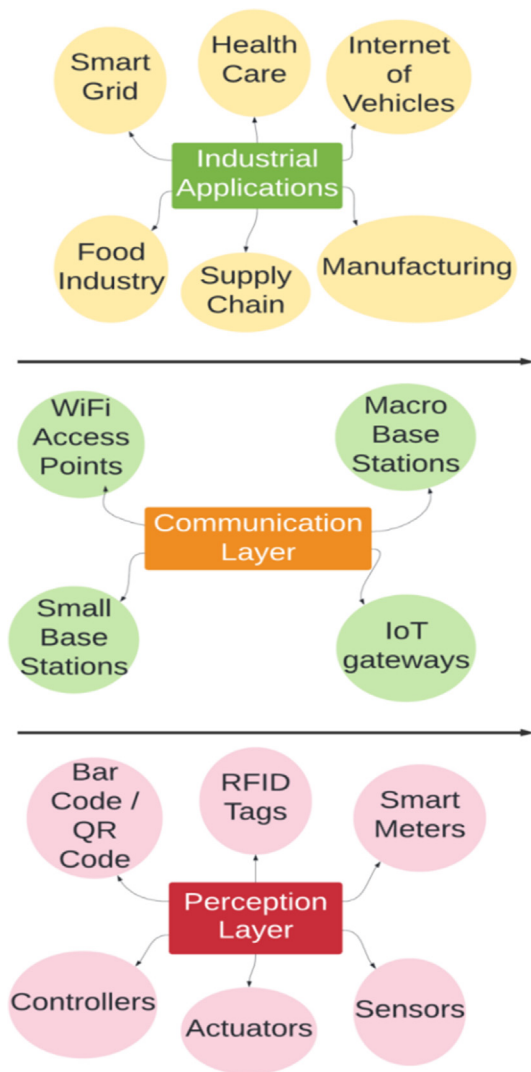 Smart
Grid
Health
Care
Internet
of
Vehicles
Industrial
Applications
Food
Industry
Supply
Chain
Manufacturing
WiFi
Access
Points
Macro
Base
Stations
Communication
Layer
Small
Base
Stations
IoT
gateways
Bar
Code /
QR
Code
RFID
Tags
Smart
Meters
Perception
Layer
Controllers
Actuators
Sensors